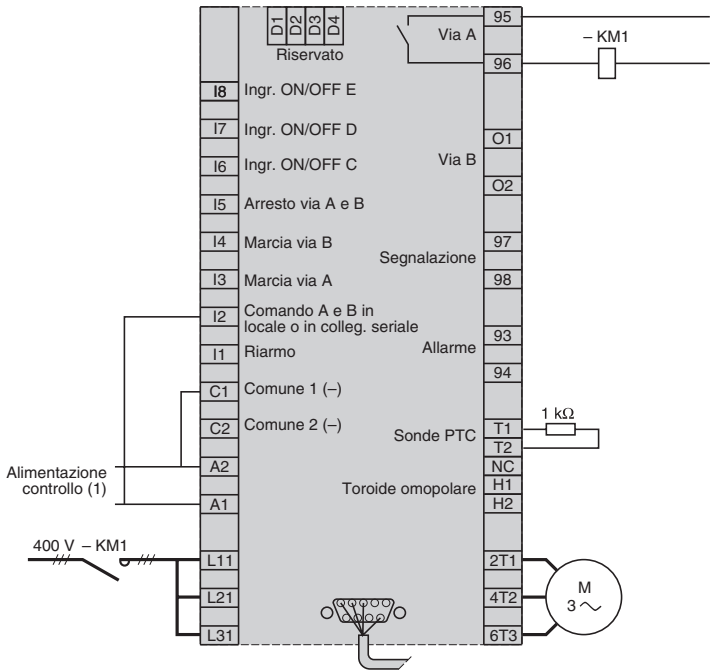 D1 D2 D3 D4
Riservato
95
Via A
– KM1
96
I8 Ingr. ON/OFF E
I7 Ingr. ON/OFF D
O1
I6 Ingr. ON/OFF C
Via B
O2
I5 Arresto via A e B
I4 Marcia via B
97
Segnalazione
I3 Marcia via A
98
I2 Comando A e B in
locale o in colleg. seriale
93
I1 Riarmo
Allarme
94
C1 Comune 1 (–)
1 kΩ
C2 Comune 2 (–)
Sonde PTC
T1
T2
A2
NC
Alimentazione
controllo (1)
Toroide omopolare
H1
A1
H2
400 V – KM1
L11
2T1
L21
4T2
M
3
L31
6T3